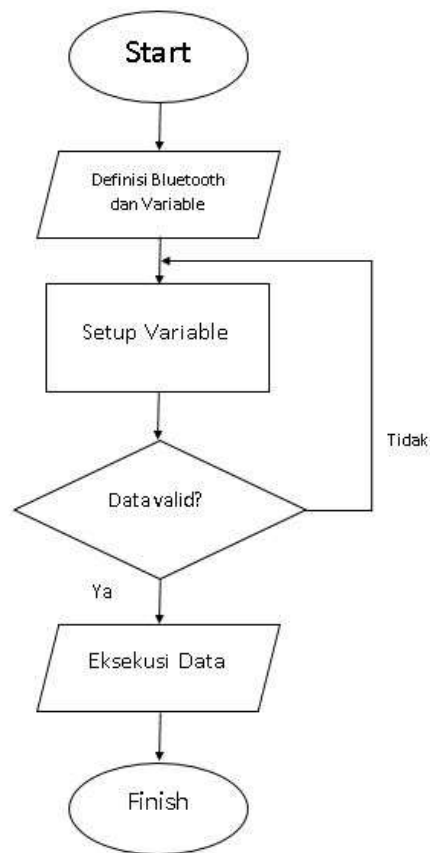 Start
Definisi Bluetooth
dan Variable
Setup Variable
Tidak
Data valid?
Ya
Eksekusi Data
Finish